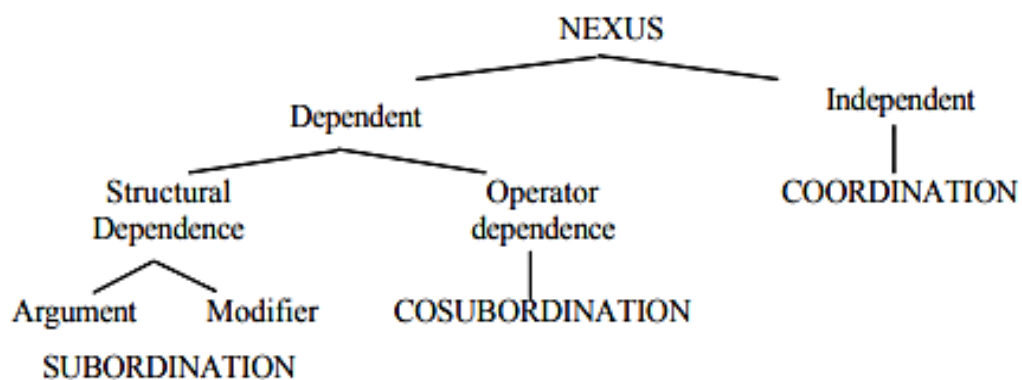 NEXUS
Dependent
Independent
Structural
Dependence
Operator
dependence
COORDINATION
Argument
Modifier
COSUBORDINATION
SUBORDINATION